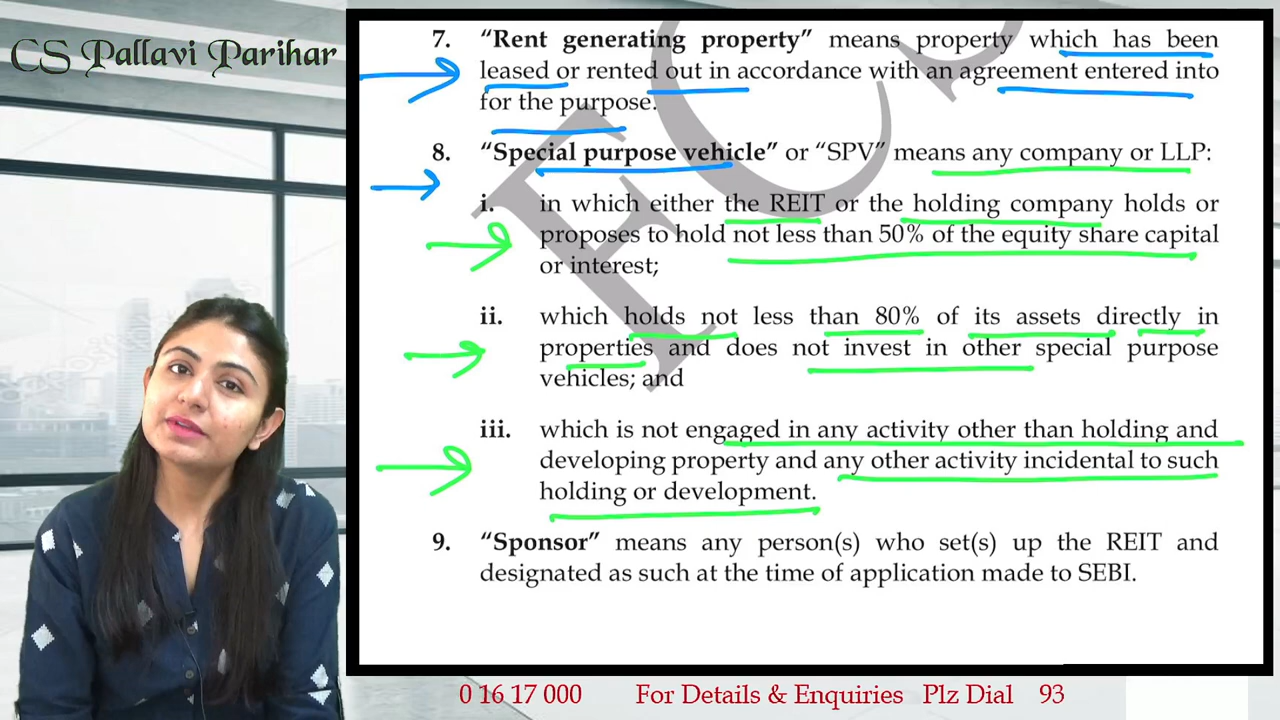 CS Pallavi Parihar
7. “Rent generating property” means property which has been
leased or rented out in accordance with an agreement entered into
for the purpose.
8. “Special purpose vehicle” or “SPV” means any company or LLP:
i. in which either the REIT or the holding company holds or
proposes to hold not less than 50% of the equity share capital
or interest;
ii. which holds not less than 80% of its assets directly in
properties and does not invest in other special purpose
vehicles; and
iii. which is not engaged in any activity other than holding and
developing property and any other activity incidental to such
holding or development.
9. “Sponsor” means any person(s) who set(s) up the REIT and
designated as such at the time of application made to SEBI.
0 16 17 000 For Details & Enquiries Plz Dial 93